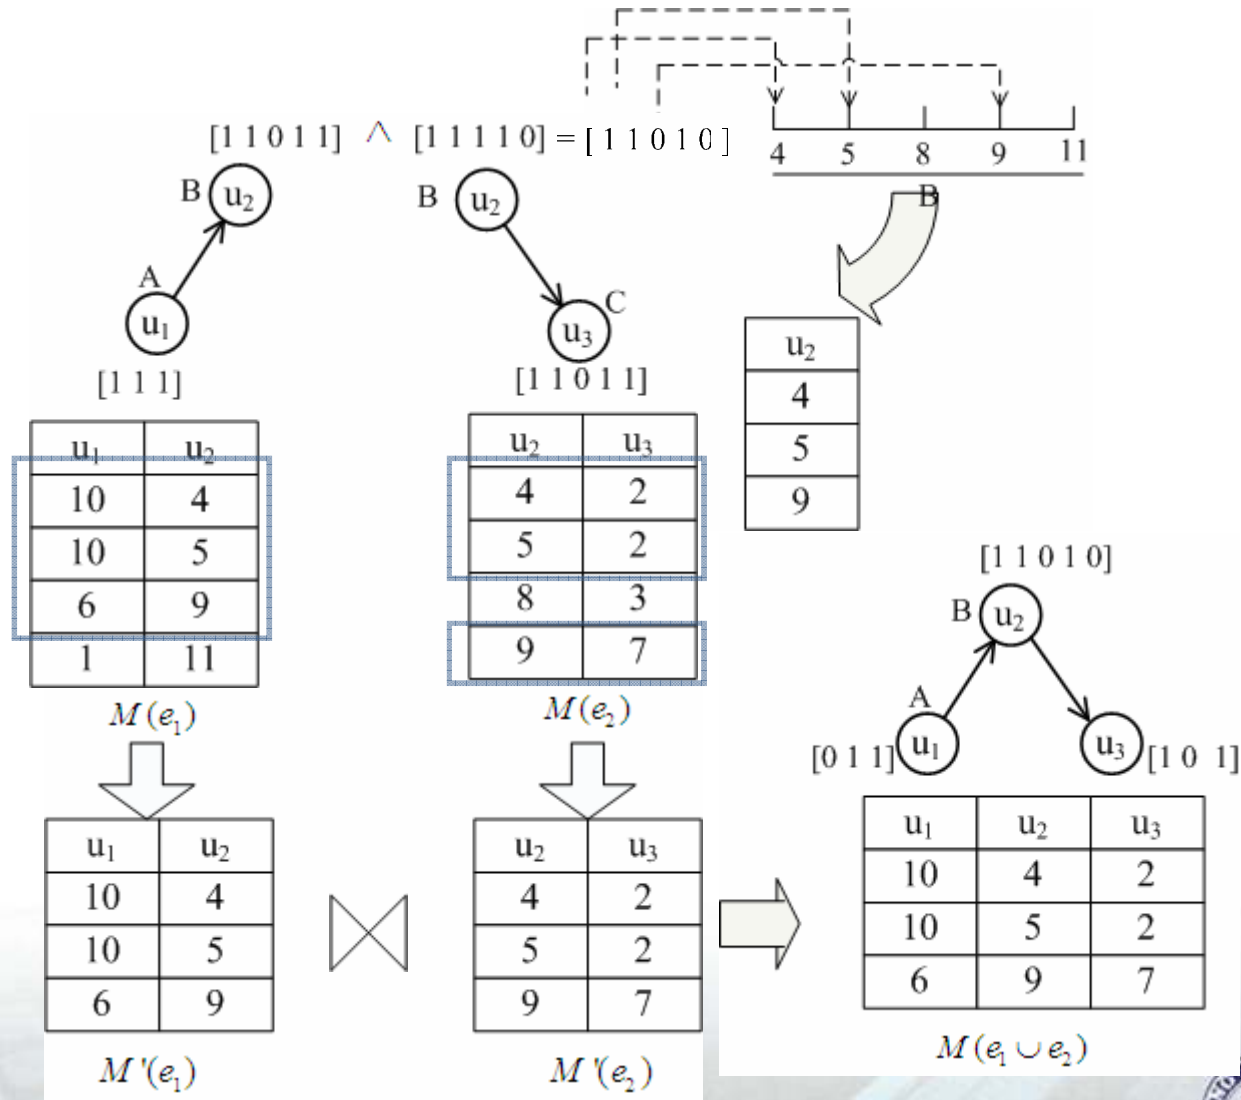 [1 1 0 1 1] ∧ [1 1 1 1 0] = [ 1 1 0 1 0 ]
4 5 8 9 11
B
B u2
A
u1
[1 1 1]
B u2
C
u3
[1 1 0 1 1]
u1 u2
10 4
10 5
6 9
1 11
M(e1)
u2 u3
4 2
5 2
8 3
9 7
M(e2)
u2
4
5
9
u1 u2
10 4
10 5
6 9
M'(e1)
u2 u3
4 2
5 2
9 7
M'(e2)
[1 1 0 1 0]
B u2
A
[0 1 1] u1
u3 [1 0 1]
u1 u2 u3
10 4 2
10 5 2
6 9 7
M(e1 ∪ e2)